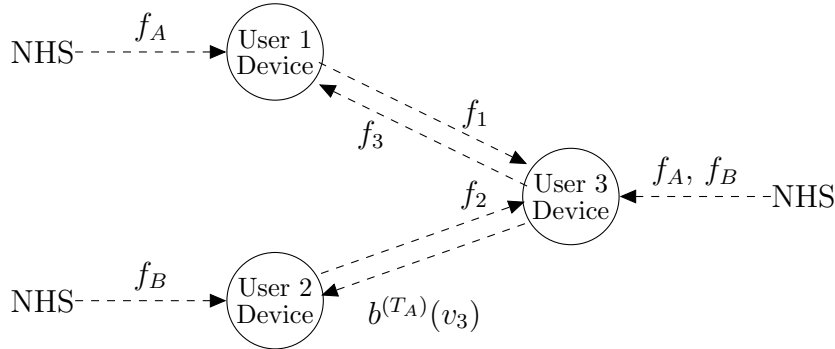 NHS
f_A
User 1
Device
f_1
f_3
User 3
Device
f_A, f_B
NHS
f_2
NHS
f_B
User 2
Device
b^{(T_A)}(v_3)